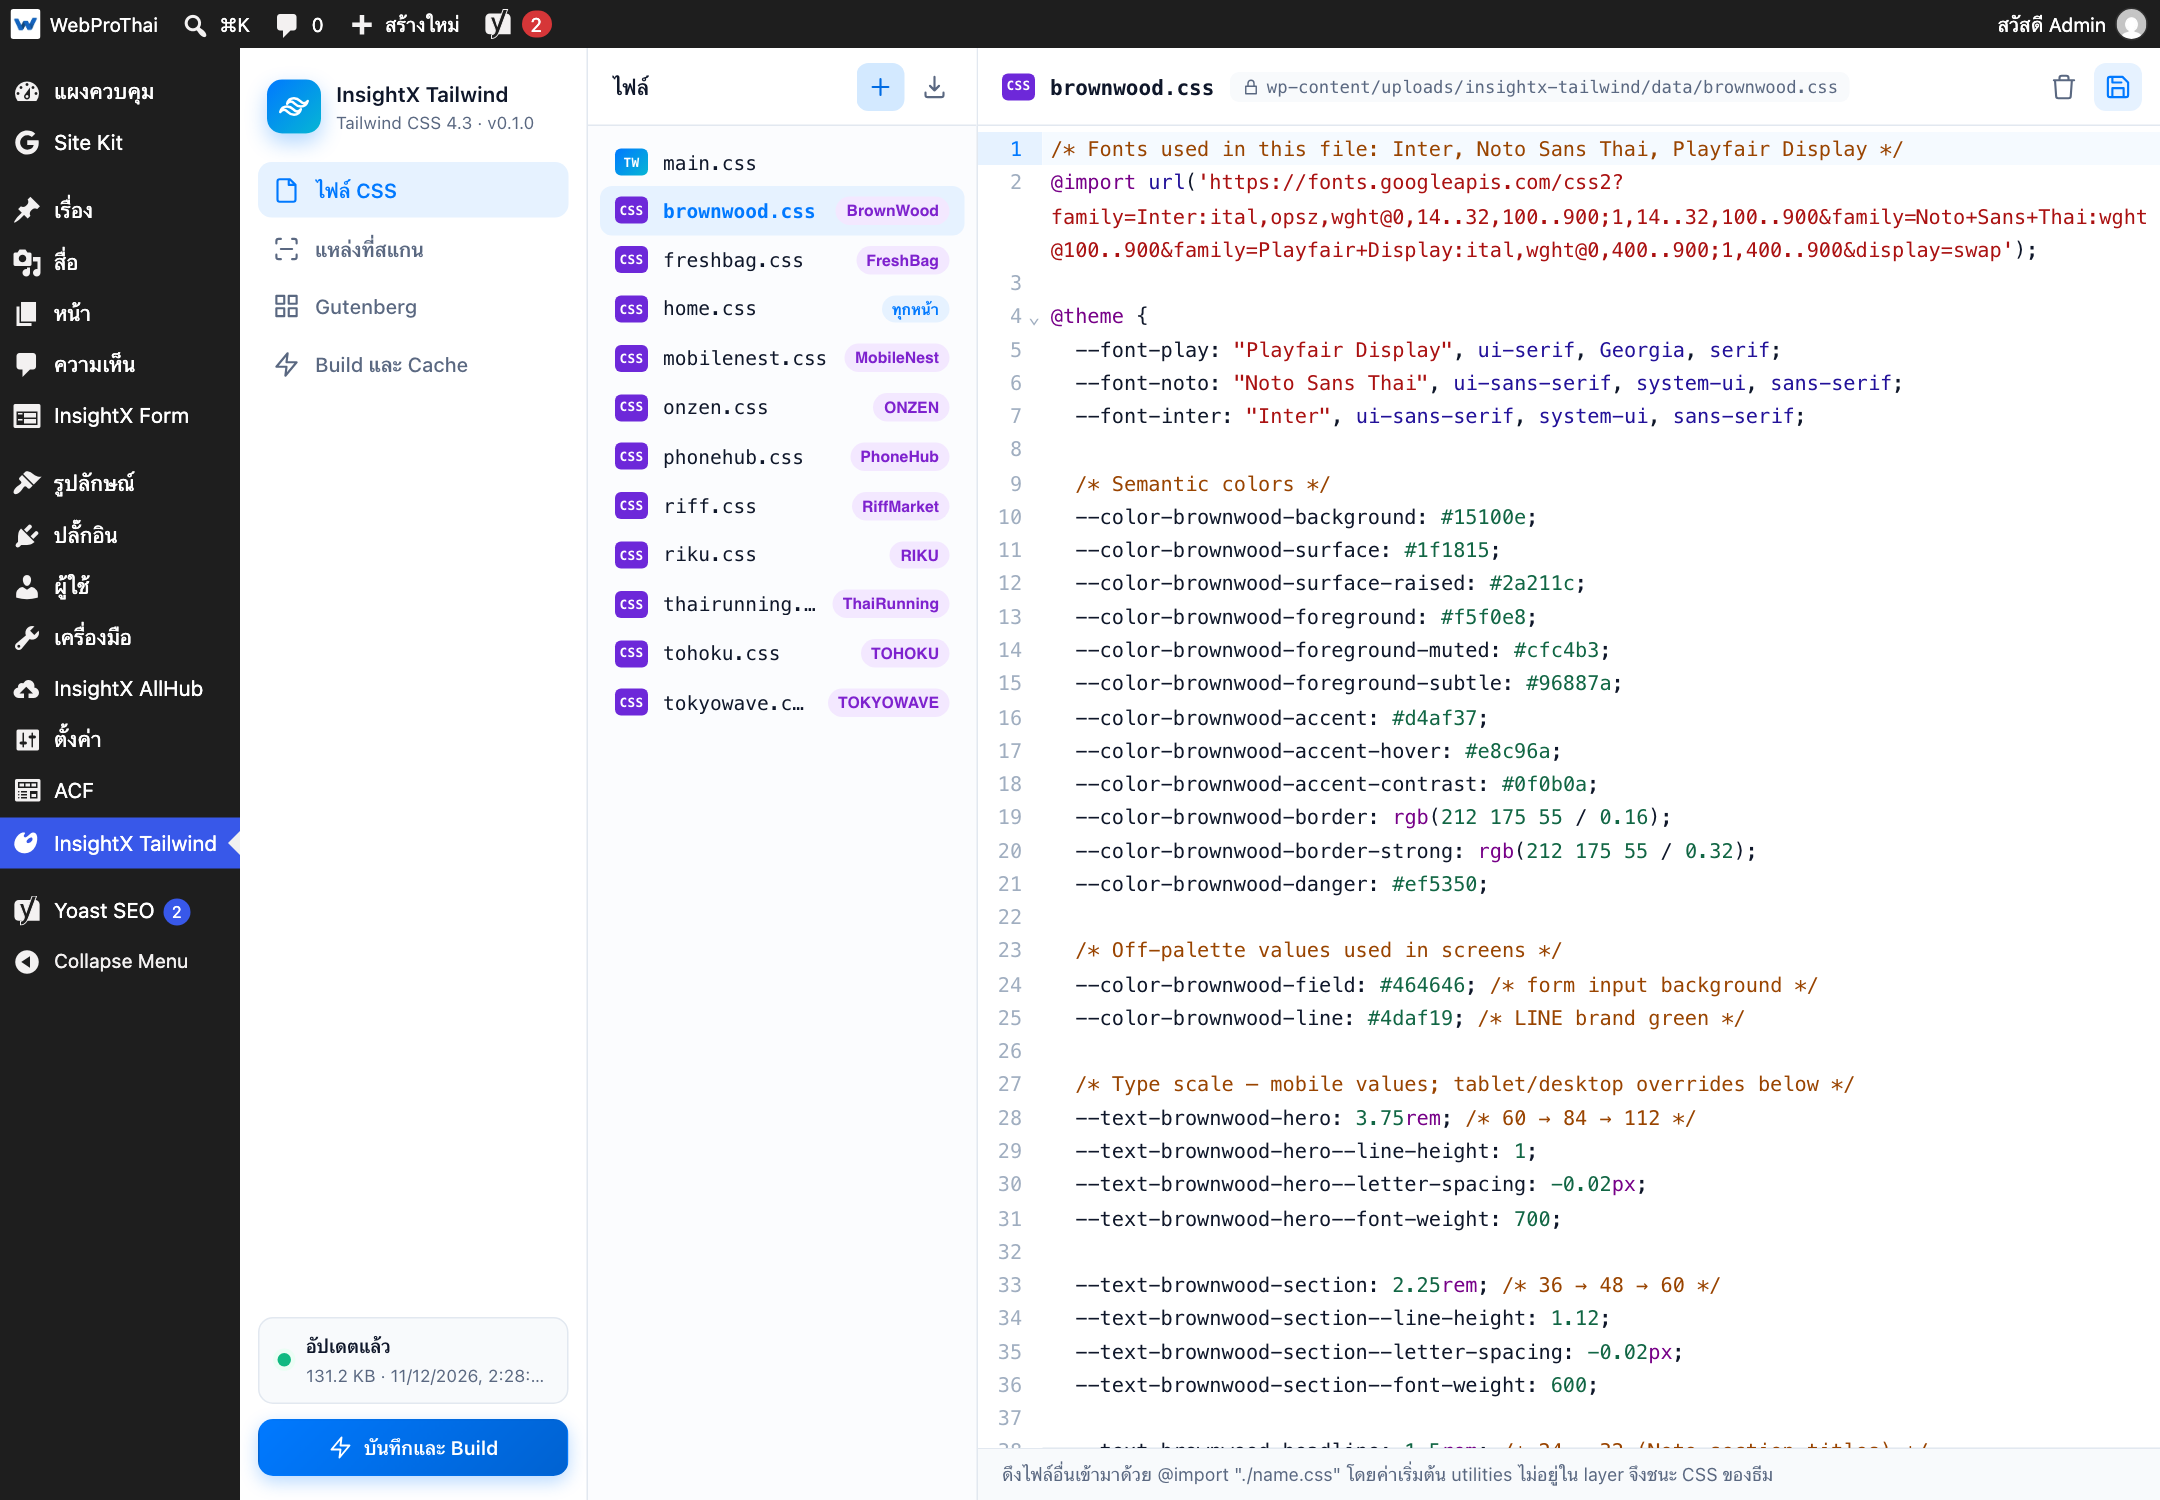 WebProThai ⌘K 0 สร้างใหม่ 2 สวัสดี Admin
แผงควบคุม
Site Kit
เรื่อง
สื่อ
หน้า
ความเห็น
InsightX Form
รูปลักษณ์
ปลั๊กอิน
ผู้ใช้
เครื่องมือ
InsightX AllHub
ตั้งค่า
ACF
InsightX Tailwind
Yoast SEO 2
Collapse Menu
InsightX Tailwind
Tailwind CSS 4.3 · v0.1.0
ไฟล์ CSS
แหล่งที่สแกน
Gutenberg
Build และ Cache
อัปเดตแล้ว
131.2 KB · 11/12/2026, 2:28:...
บันทึกและ Build
ไฟล์
TW main.css
CSS brownwood.css BrownWood
CSS freshbag.css FreshBag
CSS home.css ทุกหน้า
CSS mobilenest.css MobileNest
CSS onzen.css ONZEN
CSS phonehub.css PhoneHub
CSS riff.css RiffMarket
CSS riku.css RIKU
CSS thairunning.... ThaiRunning
CSS tohoku.css TOHOKU
CSS tokyowave.c... TOKYOWAVE
CSS brownwood.css wp-content/uploads/insightx-tailwind/data/brownwood.css
1 /* Fonts used in this file: Inter, Noto Sans Thai, Playfair Display */
2 @import url('https://fonts.googleapis.com/css2?
family=Inter:ital,opsz,wght@0,14..32,100..900;1,14..32,100..900&family=Noto+Sans+Thai:wght
@100..900&family=Playfair+Display:ital,wght@0,400..900;1,400..900&display=swap');
3
4 @theme {
5 --font-play: "Playfair Display", ui-serif, Georgia, serif;
6 --font-noto: "Noto Sans Thai", ui-sans-serif, system-ui, sans-serif;
7 --font-inter: "Inter", ui-sans-serif, system-ui, sans-serif;
8
9 /* Semantic colors */
10 --color-brownwood-background: #15100e;
11 --color-brownwood-surface: #1f1815;
12 --color-brownwood-surface-raised: #2a211c;
13 --color-brownwood-foreground: #f5f0e8;
14 --color-brownwood-foreground-muted: #cfc4b3;
15 --color-brownwood-foreground-subtle: #96887a;
16 --color-brownwood-accent: #d4af37;
17 --color-brownwood-accent-hover: #e8c96a;
18 --color-brownwood-accent-contrast: #0f0b0a;
19 --color-brownwood-border: rgb(212 175 55 / 0.16);
20 --color-brownwood-border-strong: rgb(212 175 55 / 0.32);
21 --color-brownwood-danger: #ef5350;
22
23 /* Off-palette values used in screens */
24 --color-brownwood-field: #464646; /* form input background */
25 --color-brownwood-line: #4daf19; /* LINE brand green */
26
27 /* Type scale — mobile values; tablet/desktop overrides below */
28 --text-brownwood-hero: 3.75rem; /* 60 → 84 → 112 */
29 --text-brownwood-hero--line-height: 1;
30 --text-brownwood-hero--letter-spacing: -0.02px;
31 --text-brownwood-hero--font-weight: 700;
32
33 --text-brownwood-section: 2.25rem; /* 36 → 48 → 60 */
34 --text-brownwood-section--line-height: 1.12;
35 --text-brownwood-section--letter-spacing: -0.02px;
36 --text-brownwood-section--font-weight: 600;
37
ดึงไฟล์อื่นเข้ามาด้วย @import "./name.css" โดยค่าเริ่มต้น utilities ไม่อยู่ใน layer จึงชนะ CSS ของธีม